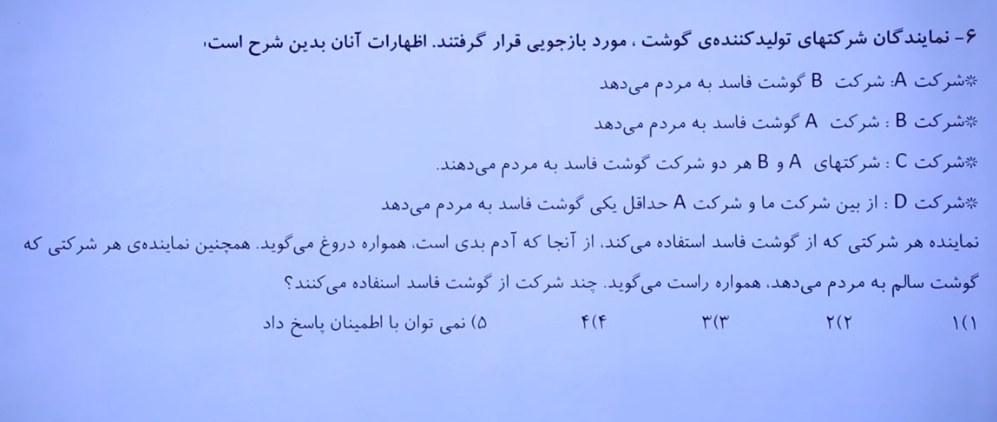 ۶- نمایندگان شرکتهای تولیدکننده‌ی گوشت ، مورد بازجویی قرار گرفتند. اظهارات آنان بدین شرح است،
*شرکت A: شرکت B گوشت فاسد به مردم می‌دهد
*شرکت B : شرکت A گوشت فاسد به مردم می‌دهد
*شرکت C : شرکتهای A و B هر دو شرکت گوشت فاسد به مردم می‌دهند.
*شرکت D : از بین شرکت ما و شرکت A حداقل یکی گوشت فاسد به مردم می‌دهد
نماینده هر شرکتی که از گوشت فاسد استفاده می‌کند، از آنجا که آدم بدی است، همواره دروغ می‌گوید. همچنین نماینده‌ی هر شرکتی که
گوشت سالم به مردم می‌دهد، همواره راست می‌گوید. چند شرکت از گوشت فاسد استفاده می‌کنند؟
۱)۱ ۲)۲ ۳)۳ ۴)۴ ۵) نمی توان با اطمینان پاسخ داد